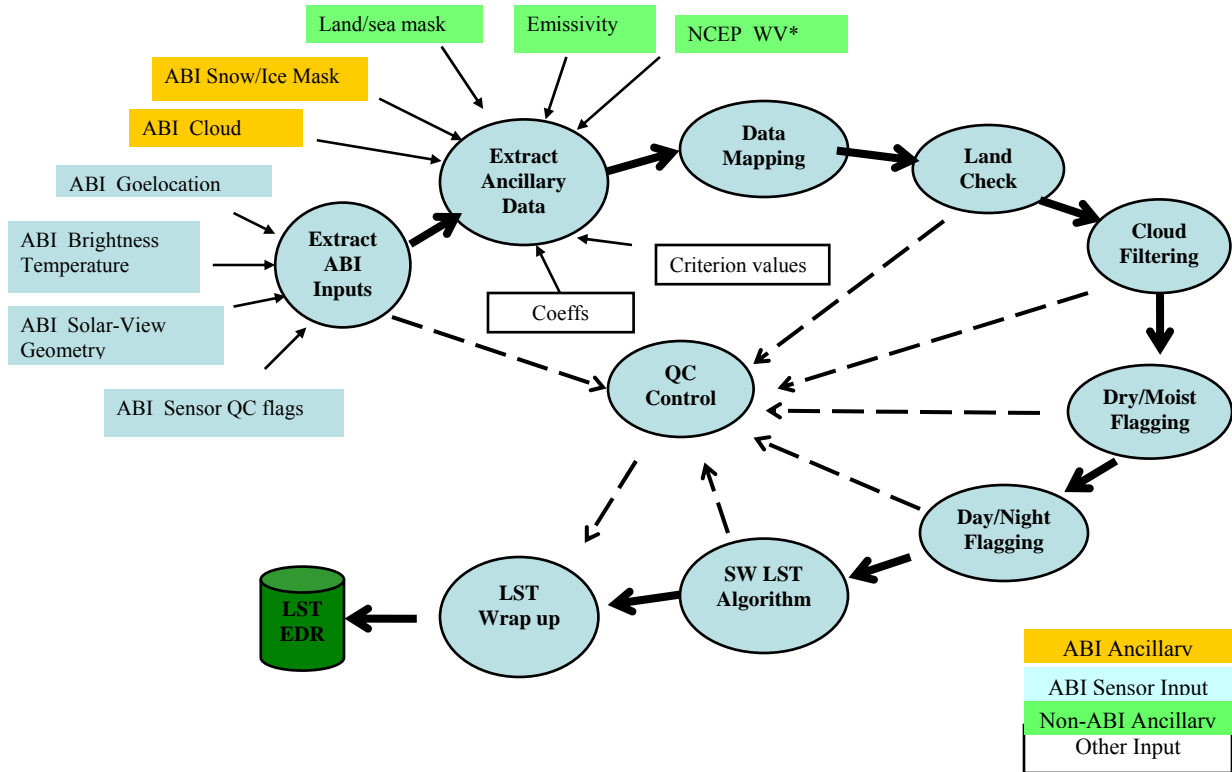 Land/sea mask
Emissivity
NCEP WV*
ABI Snow/Ice Mask
ABI Cloud
ABI Goelocation
ABI Brightness
Temperature
ABI Solar-View
Geometry
ABI Sensor QC flags
Extract
ABI
Inputs
Extract
Ancillary
Data
Coeffs
Criterion values
Data
Mapping
Land
Check
Cloud
Filtering
QC
Control
Dry/Moist
Flagging
Day/Night
Flagging
SW LST
Algorithm
LST
Wrap up
LST
EDR
ABI Ancillary
ABI Sensor Input
Non-ABI Ancillary
Other Input